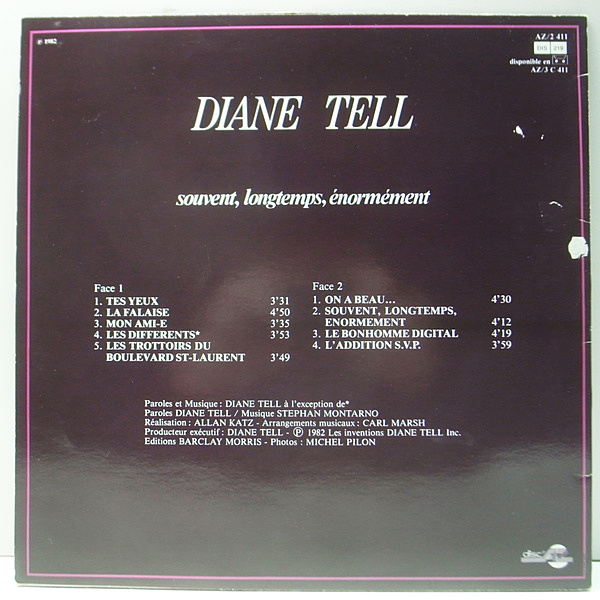 ℗ 1982
AZ/2 411
DIS 219
disponible en
AZ/3 C 411
DIANE TELL
souvent, longtemps, énormément
Face 1
1. TES YEUX 3'31
2. LA FALAISE 4'50
3. MON AMI-E 3'35
4. LES DIFFERENTS* 3'53
5. LES TROTTOIRS DU
BOULEVARD ST-LAURENT 3'49
Face 2
1. ON A BEAU... 4'30
2. SOUVENT, LONGTEMPS,
ENORMEMENT 4'12
3. LE BONHOMME DIGITAL 4'19
4. L'ADDITION S.V.P. 3'59
Paroles et Musique : DIANE TELL à l'exception de*
Paroles DIANE TELL / Musique STEPHAN MONTARNO
Réalisation : ALLAN KATZ - Arrangements musicaux : CARL MARSH
Producteur exécutif : DIANE TELL - ℗ 1982 Les inventions DIANE TELL Inc.
Editions BARCLAY MORRIS - Photos : MICHEL PILON
disc'